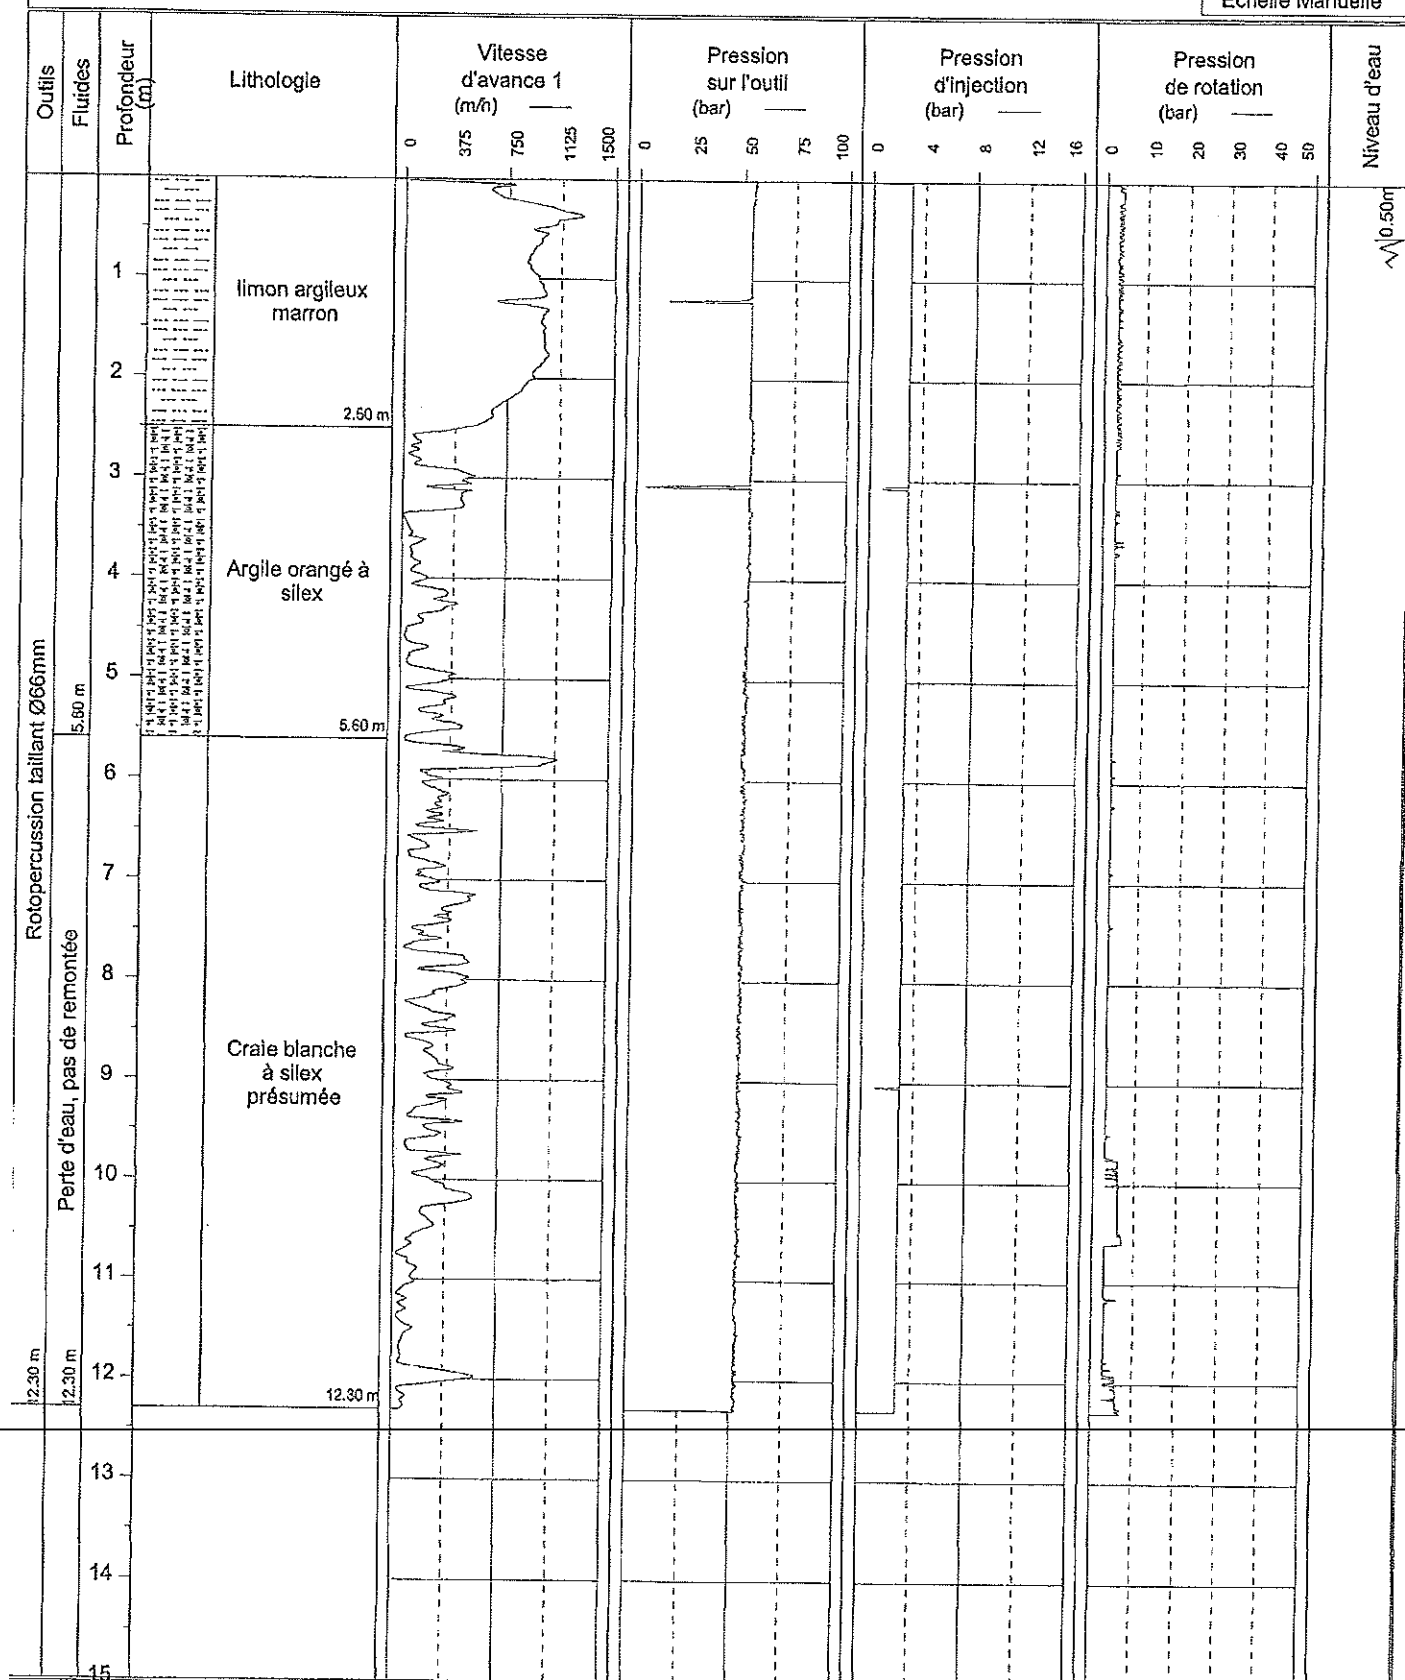 Echelle Manuelle
Outils
Fluides
Profondeur
(m)
Lithologie
Vitesse
d'avance 1
(m/h)
0 375 750 1125 1500
Pression
sur l'outil
(bar)
0 25 50 75 100
Pression
d'injection
(bar)
0 4 8 12 16
Pression
de rotation
(bar)
0 10 20 30 40 50
Niveau d'eau
0.50m
1
limon argileux
marron
2
2.50 m
3
Argile orangé à
silex
4
5
5.60 m
5.60 m
Rotopercussion taillant Ø66mm
6
7
8
Perte d'eau, pas de remontée
Craie blanche
à silex
présumée
9
10
11
12
12.30 m
12.30 m
12.30 m
13
14
15